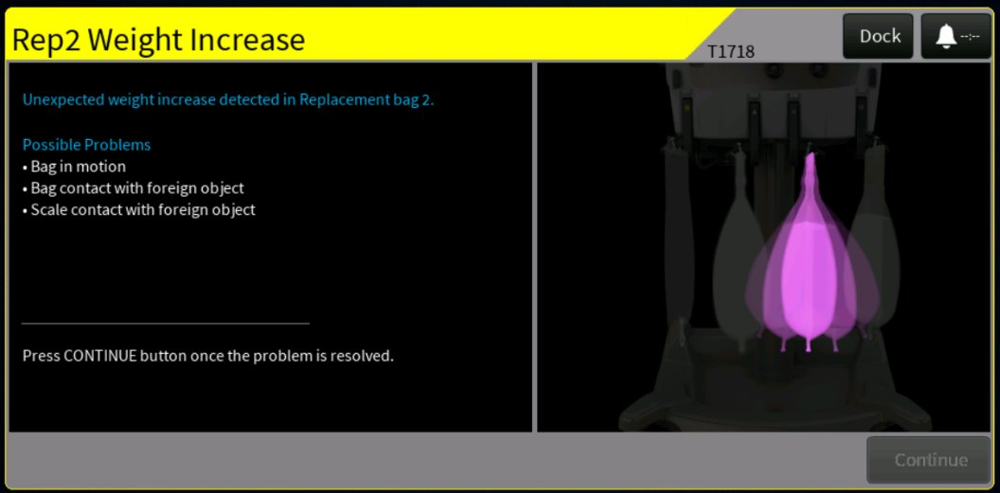 Rep2 Weight Increase
T1718
Dock
--:--
Unexpected weight increase detected in Replacement bag 2.
Possible Problems
• Bag in motion
• Bag contact with foreign object
• Scale contact with foreign object
Press CONTINUE button once the problem is resolved.
Continue